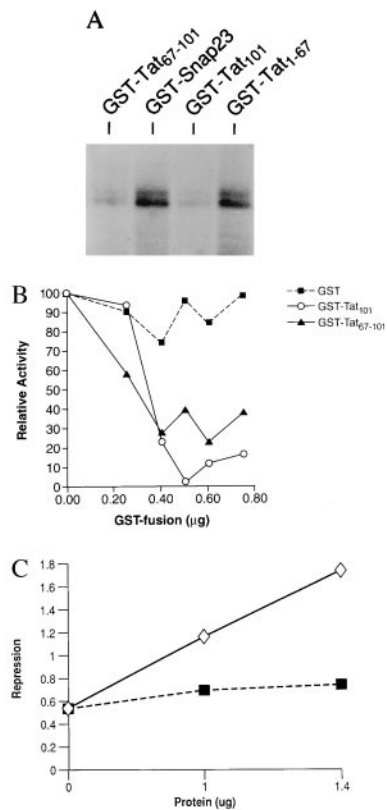 A
GST-Tat67-101
GST-Snap23
GST-Tat101
GST-Tat1-67
B
100
90
80
70
60
50
40
30
20
10
0
Relative Activity
0.00 0.20 0.40 0.60 0.80
GST-fusion (μg)
GST
GST-Tat101
GST-Tat67-101
C
1.8
1.6
1.4
1.2
1
0.8
0.6
0.4
0.2
0
Repression
0 1 1.4
Protein (ug)